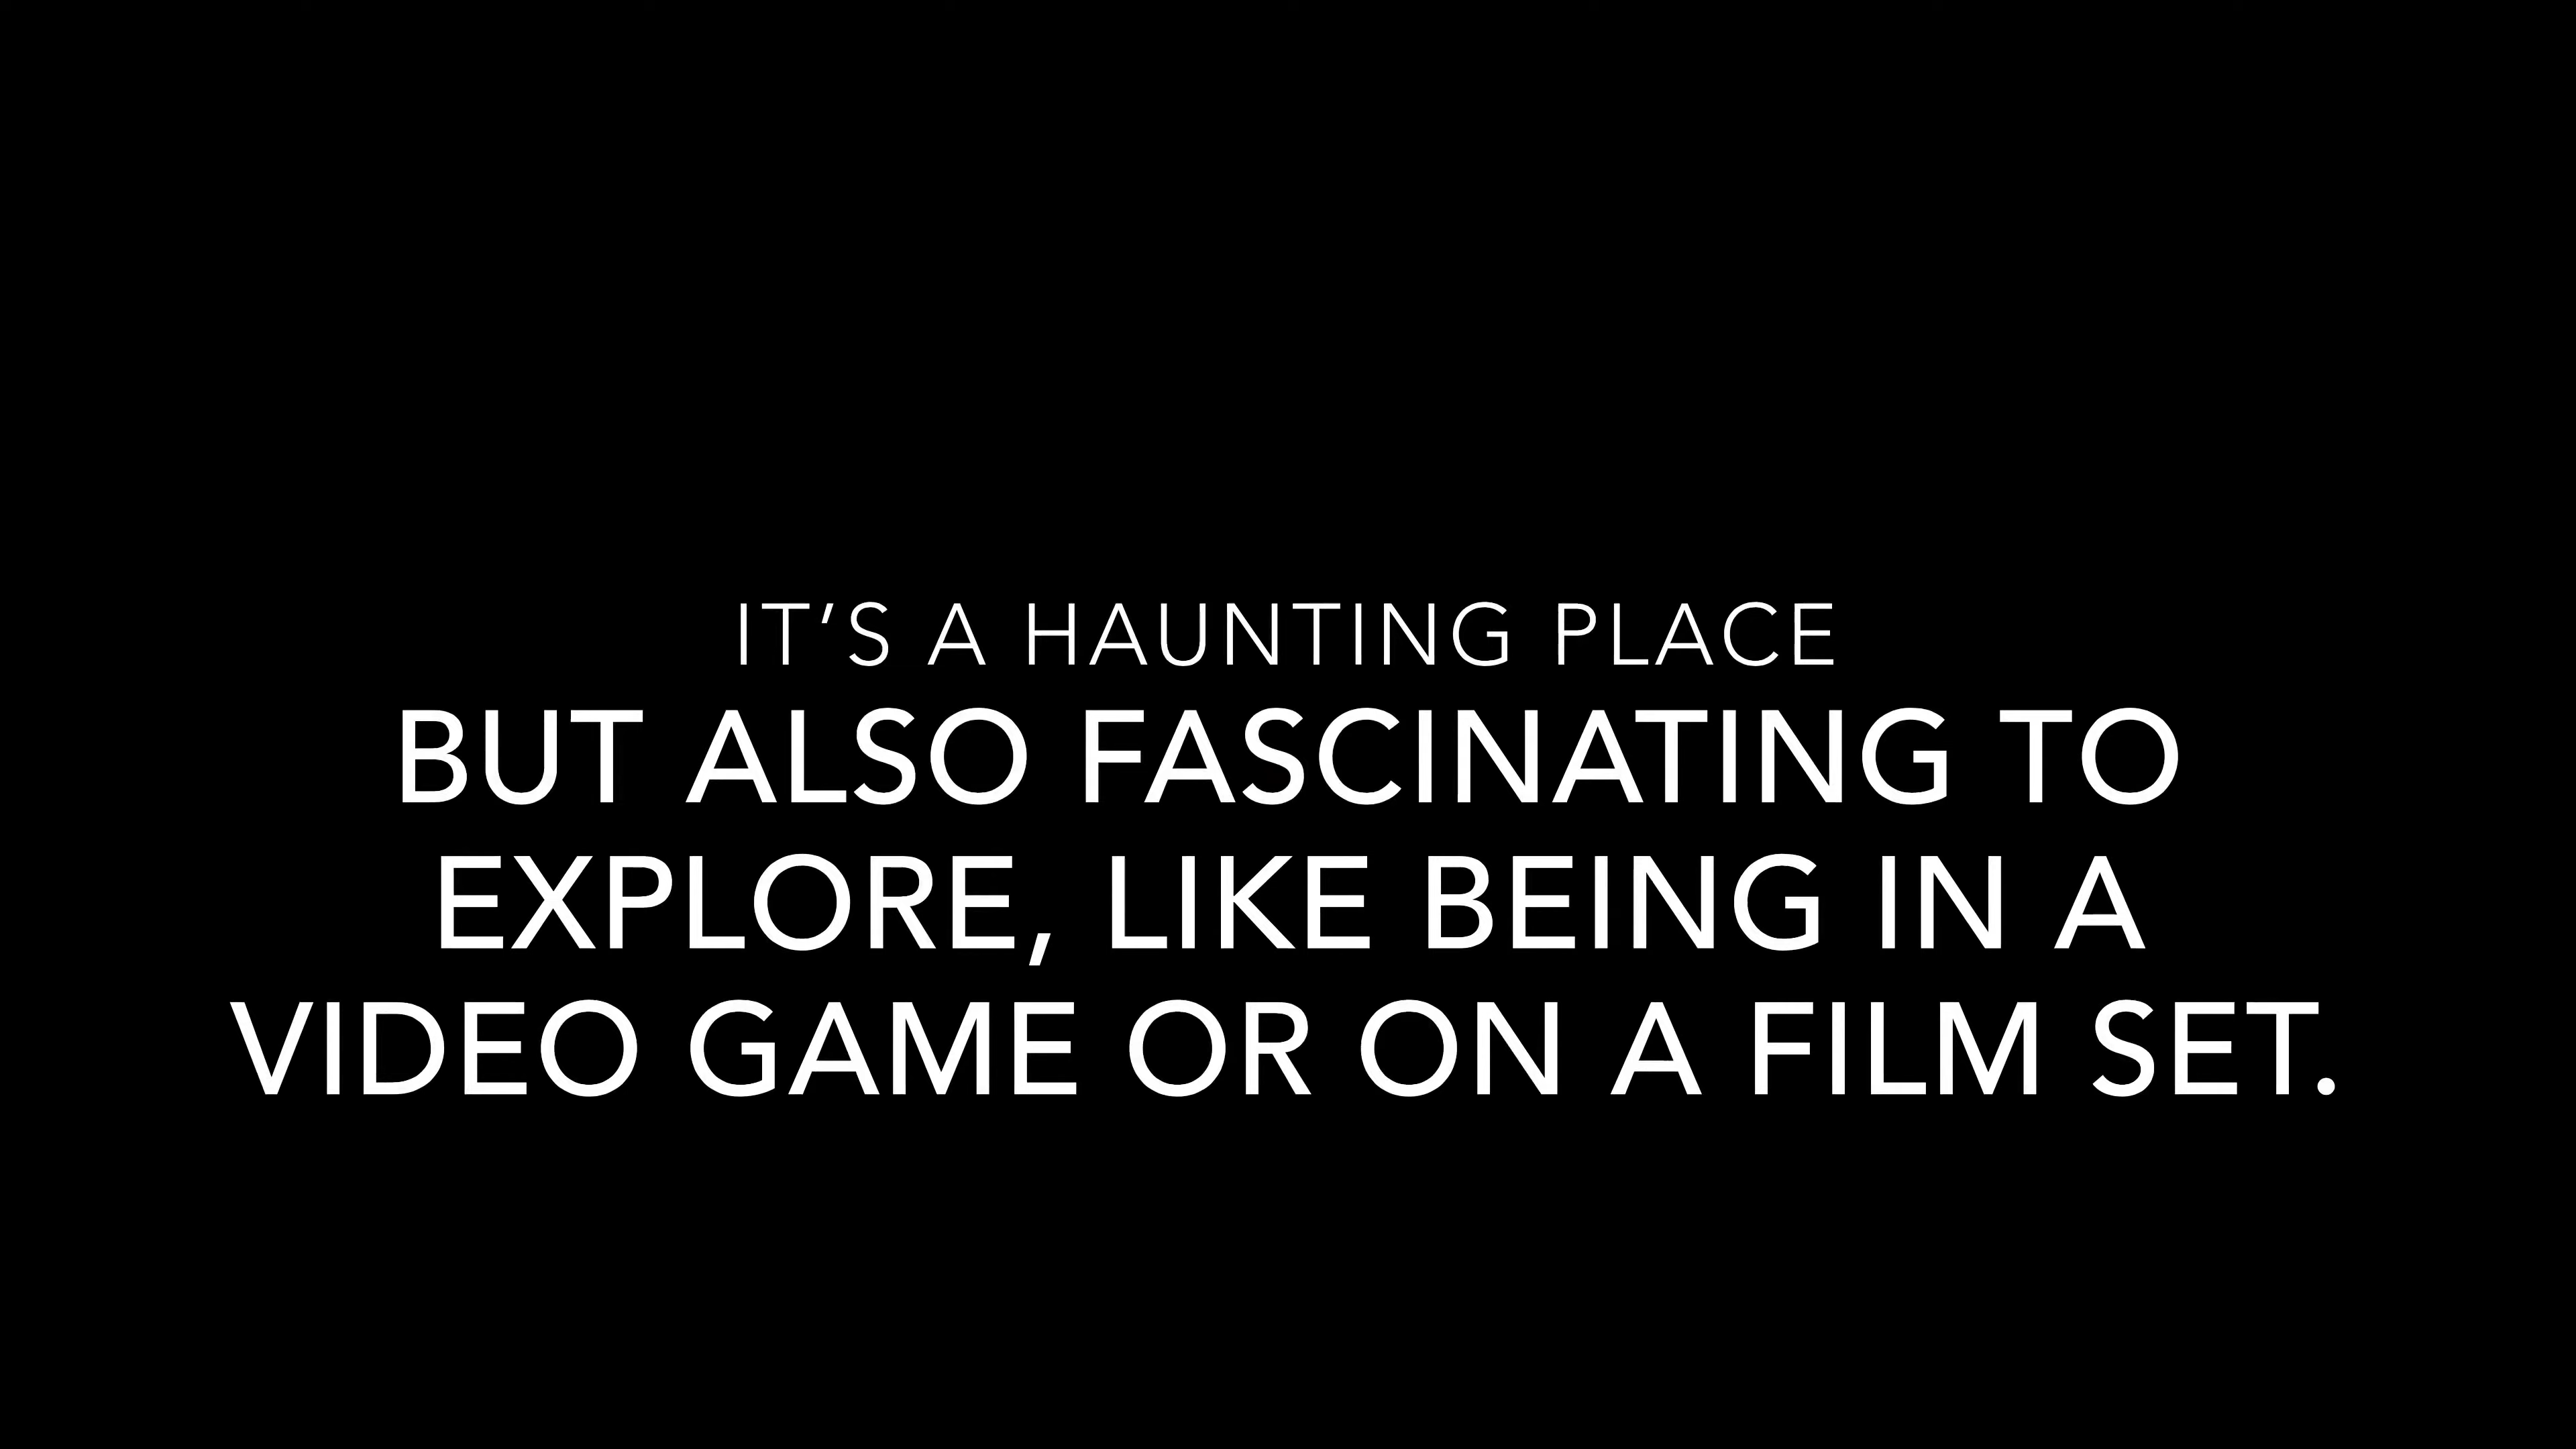 IT’S A HAUNTING PLACE
BUT ALSO FASCINATING TO
EXPLORE, LIKE BEING IN A
VIDEO GAME OR ON A FILM SET.